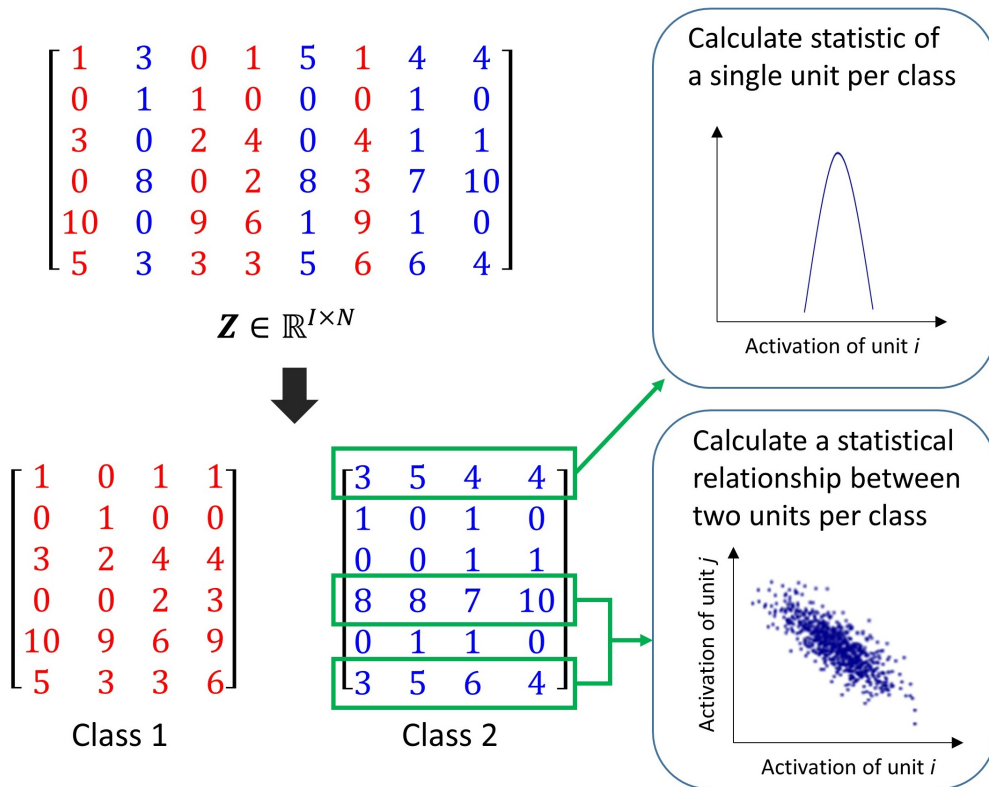 1 3 0 1 5 1 4 4
0 1 1 0 0 0 1 0
3 0 2 4 0 4 1 1
0 8 0 2 8 3 7 10
10 0 9 6 1 9 1 0
5 3 3 3 5 6 6 4
Z ∈ ℝ^{I×N}
1 0 1 1
0 1 0 0
3 2 4 4
0 0 2 3
10 9 6 9
5 3 3 6
Class 1
3 5 4 4
1 0 1 0
0 0 1 1
8 8 7 10
0 1 1 0
3 5 6 4
Class 2
Calculate statistic of
a single unit per class
Activation of unit i
Calculate a statistical
relationship between
two units per class
Activation of unit j
Activation of unit i